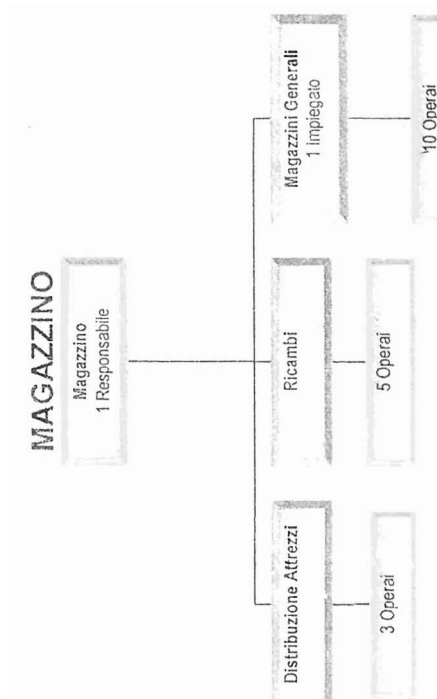 MAGAZZINO
Magazzino
1 Responsabile
Distribuzione Attrezzi
Ricambi
Magazzini Generali
1 Impiegato
3 Operai
5 Operai
10 Operai